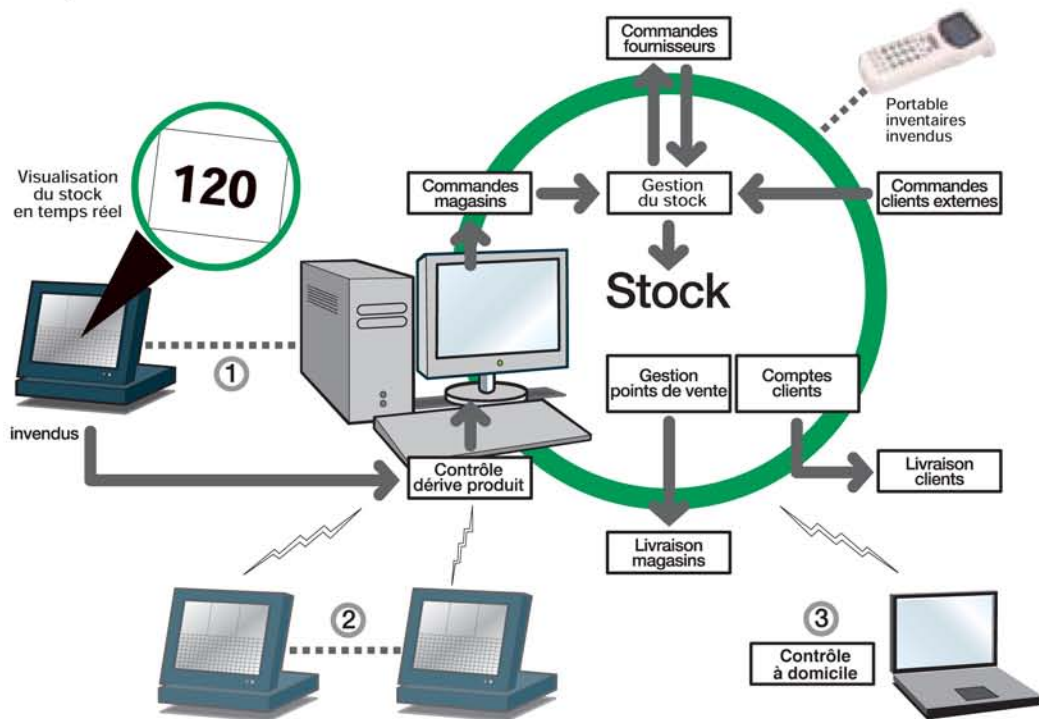 Commandes
fournisseurs
Portable
inventaires
invendus
Visualisation
du stock
en temps réel
120
Commandes
magasins
Gestion
du stock
Commandes
clients externes
Stock
1
Gestion
points de vente
Comptes
clients
invendus
Contrôle
dérive produit
Livraison
clients
Livraison
magasins
2
3
Contrôle
à domicile